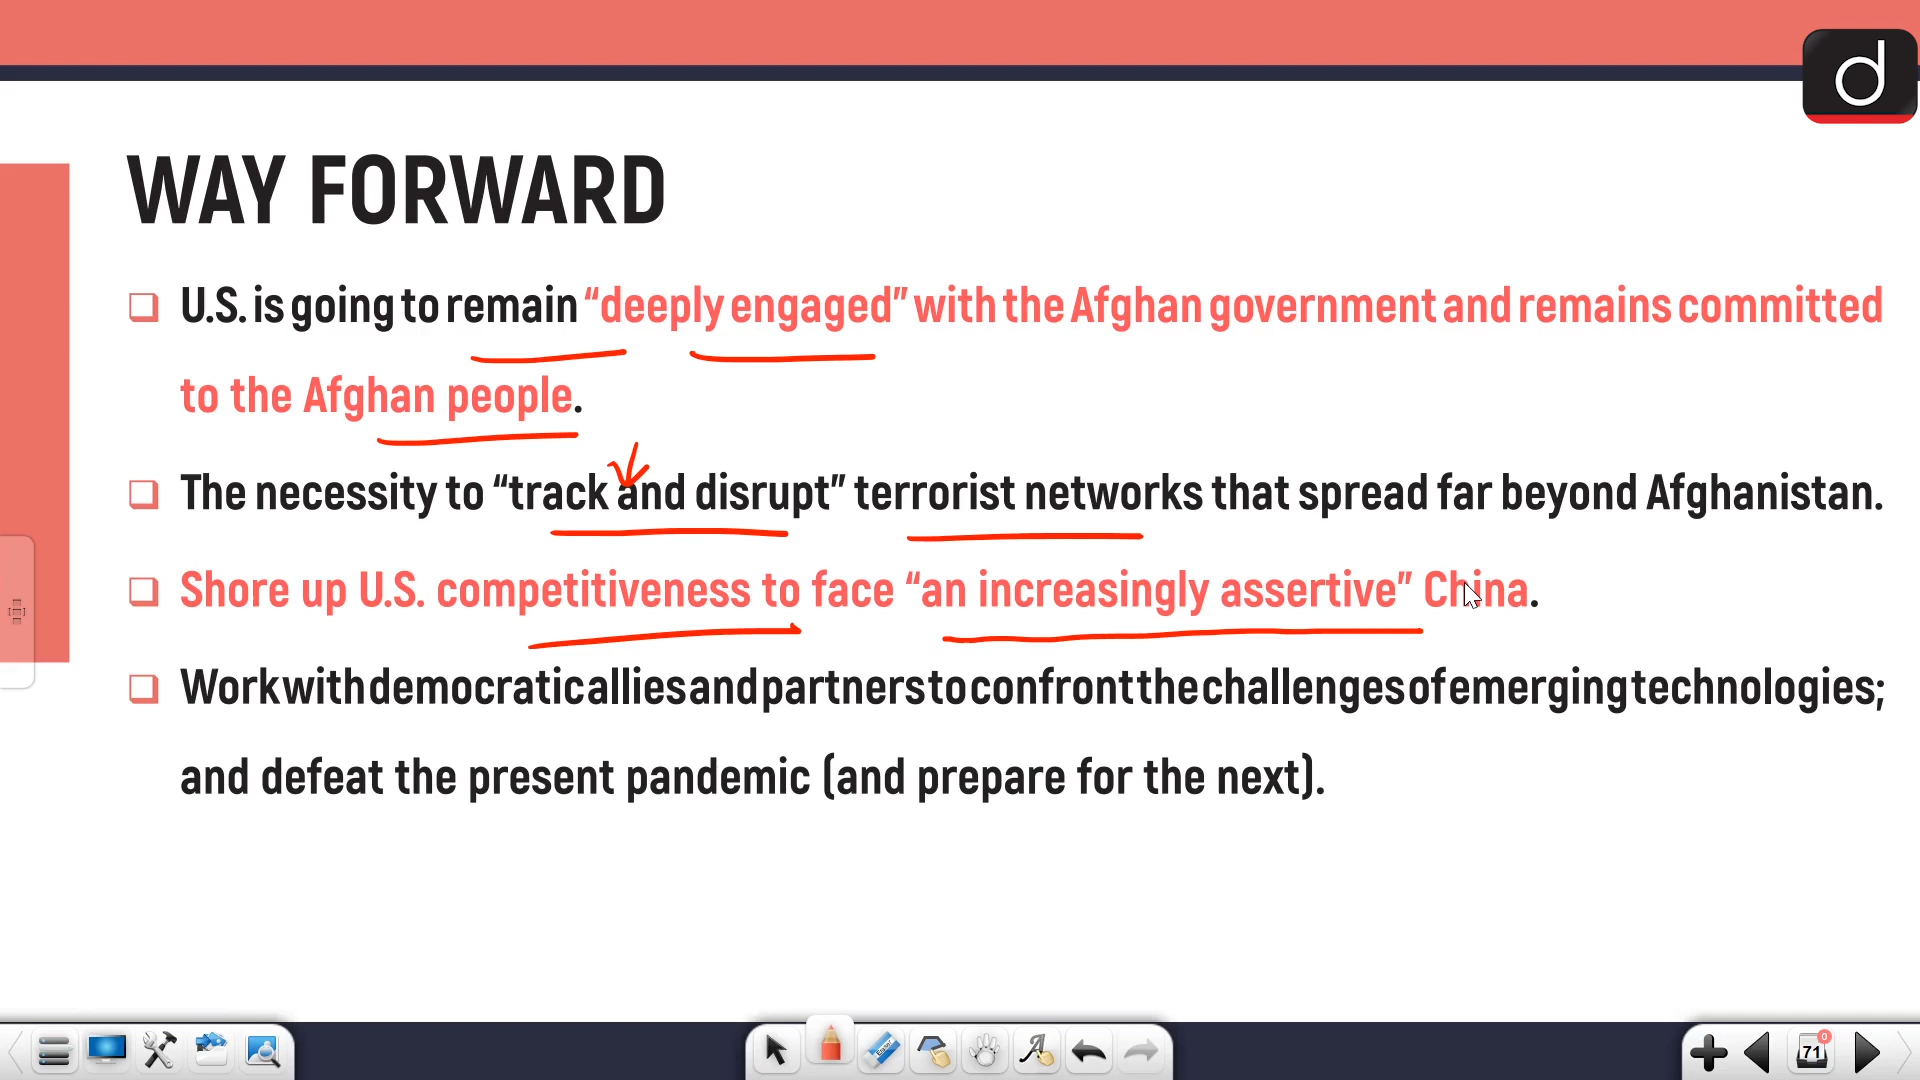 d
WAY FORWARD
❑ U.S. is going to remain “deeply engaged” with the Afghan government and remains committed
to the Afghan people.
❑ The necessity to “track and disrupt” terrorist networks that spread far beyond Afghanistan.
❑ Shore up U.S. competitiveness to face “an increasingly assertive” China.
❑ Work with democratic allies and partners to confront the challenges of emerging technologies;
and defeat the present pandemic (and prepare for the next).
Eraser
A
71
0